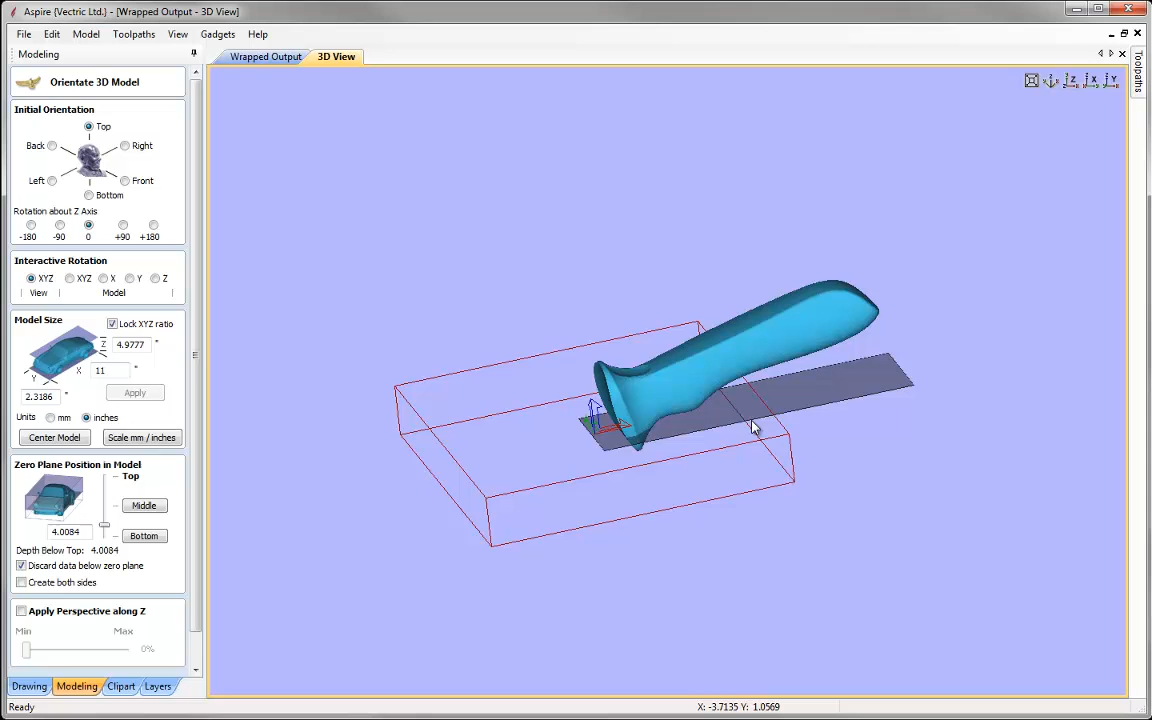 Aspire {Vectric Ltd.} - [Wrapped Output - 3D View]
File Edit Model Toolpaths View Gadgets Help
Modeling
Wrapped Output 3D View
Toolpaths
Orientate 3D Model
Z X Y
Initial Orientation
Top
Back Right
Left Front
Bottom
Rotation about Z Axis
-180 -90 0 +90 +180
Interactive Rotation
XYZ XYZ X Y Z
View Model
Model Size
Lock XYZ ratio
Z 4.9777 "
Y X 11 "
2.3186 " Apply
Units mm inches
Center Model Scale mm / inches
Zero Plane Position in Model
Top
Middle
4.0084
Bottom
Depth Below Top: 4.0084
Discard data below zero plane
Create both sides
Apply Perspective along Z
Min Max
0%
Drawing Modeling Clipart Layers
Ready X: -3.7135 Y: 1.0569